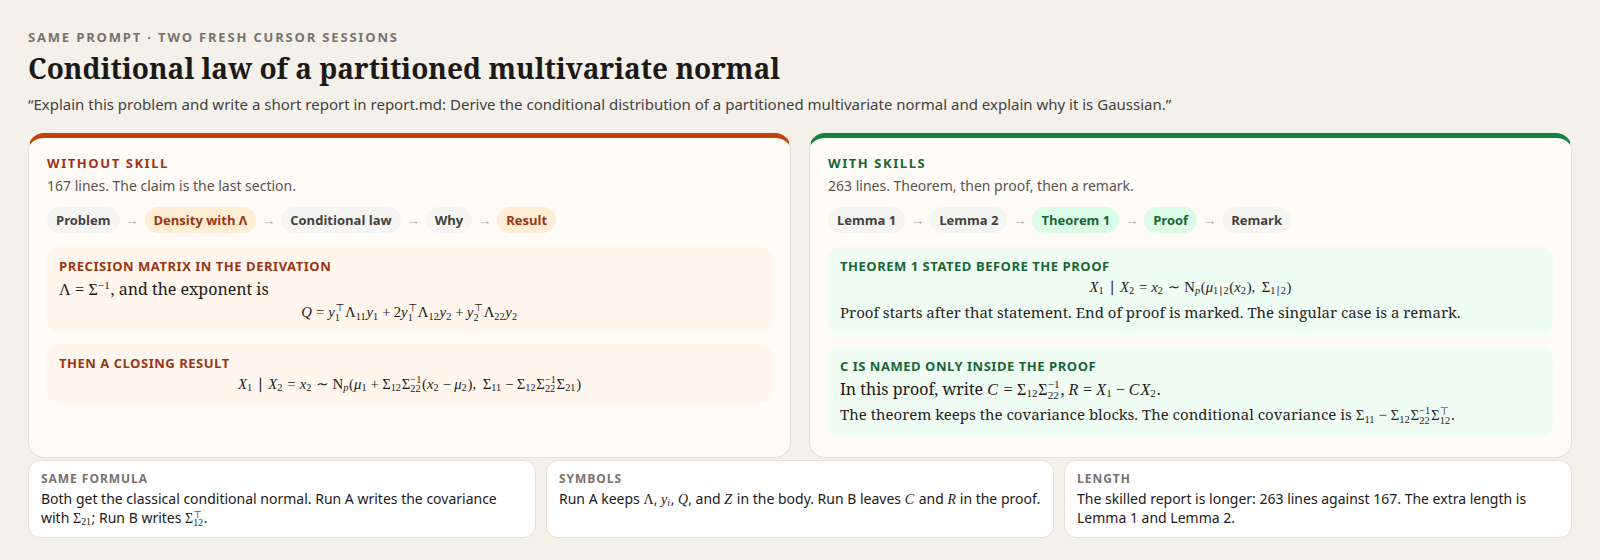 SAME PROMPT · TWO FRESH CURSOR SESSIONS
Conditional law of a partitioned multivariate normal
“Explain this problem and write a short report in report.md: Derive the conditional distribution of a partitioned multivariate normal and explain why it is Gaussian.”
WITHOUT SKILL
167 lines. The claim is the last section.
Problem → Density with Λ → Conditional law → Why → Result
PRECISION MATRIX IN THE DERIVATION
Λ = Σ⁻¹, and the exponent is
Q = y₁⊤Λ₁₁y₁ + 2y₁⊤Λ₁₂y₂ + y₂⊤Λ₂₂y₂
THEN A CLOSING RESULT
X₁ | X₂ = x₂ ∼ Nₚ(μ₁ + Σ₁₂Σ₂₂⁻¹(x₂ − μ₂), Σ₁₁ − Σ₁₂Σ₂₂⁻¹Σ₂₁)
WITH SKILLS
263 lines. Theorem, then proof, then a remark.
Lemma 1 → Lemma 2 → Theorem 1 → Proof → Remark
THEOREM 1 STATED BEFORE THE PROOF
X₁ | X₂ = x₂ ∼ Nₚ(μ₁|₂(x₂), Σ₁|₂)
Proof starts after that statement. End of proof is marked. The singular case is a remark.
C IS NAMED ONLY INSIDE THE PROOF
In this proof, write C = Σ₁₂Σ₂₂⁻¹, R = X₁ − CX₂.
The theorem keeps the covariance blocks. The conditional covariance is Σ₁₁ − Σ₁₂Σ₂₂⁻¹Σ₁₂⊤.
SAME FORMULA
Both get the classical conditional normal. Run A writes the covariance
with Σ₂₁; Run B writes Σ₁₂⊤.
SYMBOLS
Run A keeps Λ, yᵢ, Q, and Z in the body. Run B leaves C and R in the proof.
LENGTH
The skilled report is longer: 263 lines against 167. The extra length is
Lemma 1 and Lemma 2.